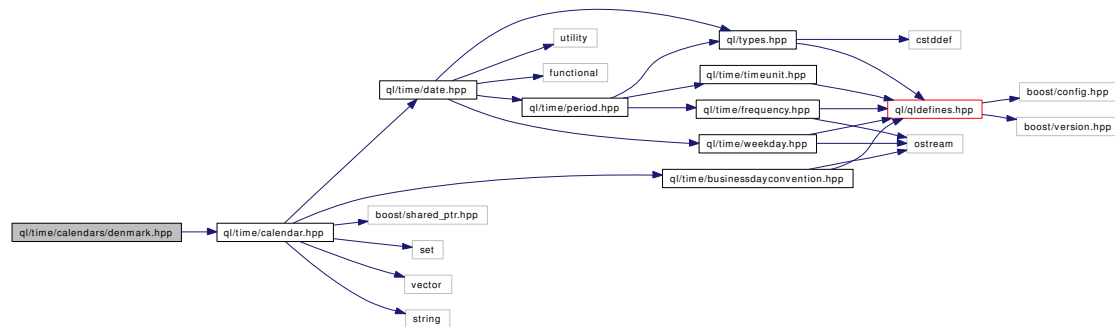 ql/types.hpp
cstddef
utility
functional
ql/time/timeunit.hpp
ql/time/date.hpp
boost/config.hpp
ql/time/period.hpp
ql/time/frequency.hpp
ql/qldefines.hpp
boost/version.hpp
ql/time/weekday.hpp
ostream
ql/time/businessdayconvention.hpp
boost/shared_ptr.hpp
ql/time/calendars/denmark.hpp
ql/time/calendar.hpp
set
vector
string